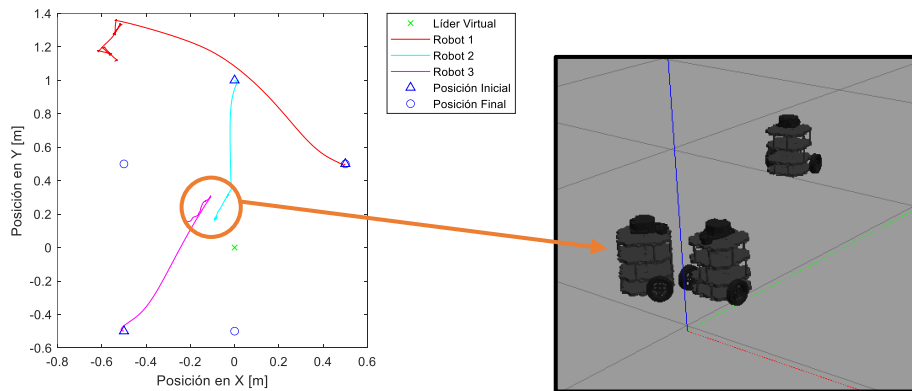 1.4
1.2
1
0.8
0.6
0.4
0.2
0
-0.2
-0.4
-0.6
-0.8 -0.6 -0.4 -0.2 0 0.2 0.4 0.6
Posición en X [m]
Posición en Y [m]
Líder Virtual
Robot 1
Robot 2
Robot 3
Posición Inicial
Posición Final